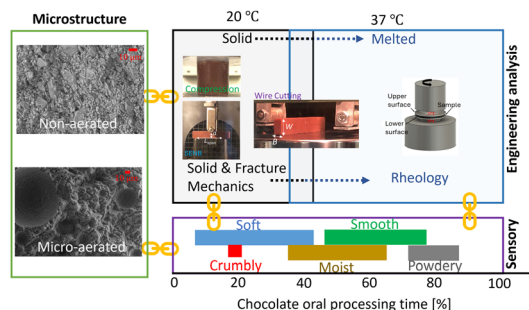 Microstructure
20 ℃
37 ℃
Solid
Melted
10 μm
Non-aerated
Compression
Wire Cutting
W
B
Upper
surface
Sample
Lower
surface
Solid & Fracture
Mechanics
Rheology
Engineering analysis
Micro-aerated
Soft
Smooth
Crumbly
Moist
Powdery
Sensory
0
20
40
60
80
100
Chocolate oral processing time [%]